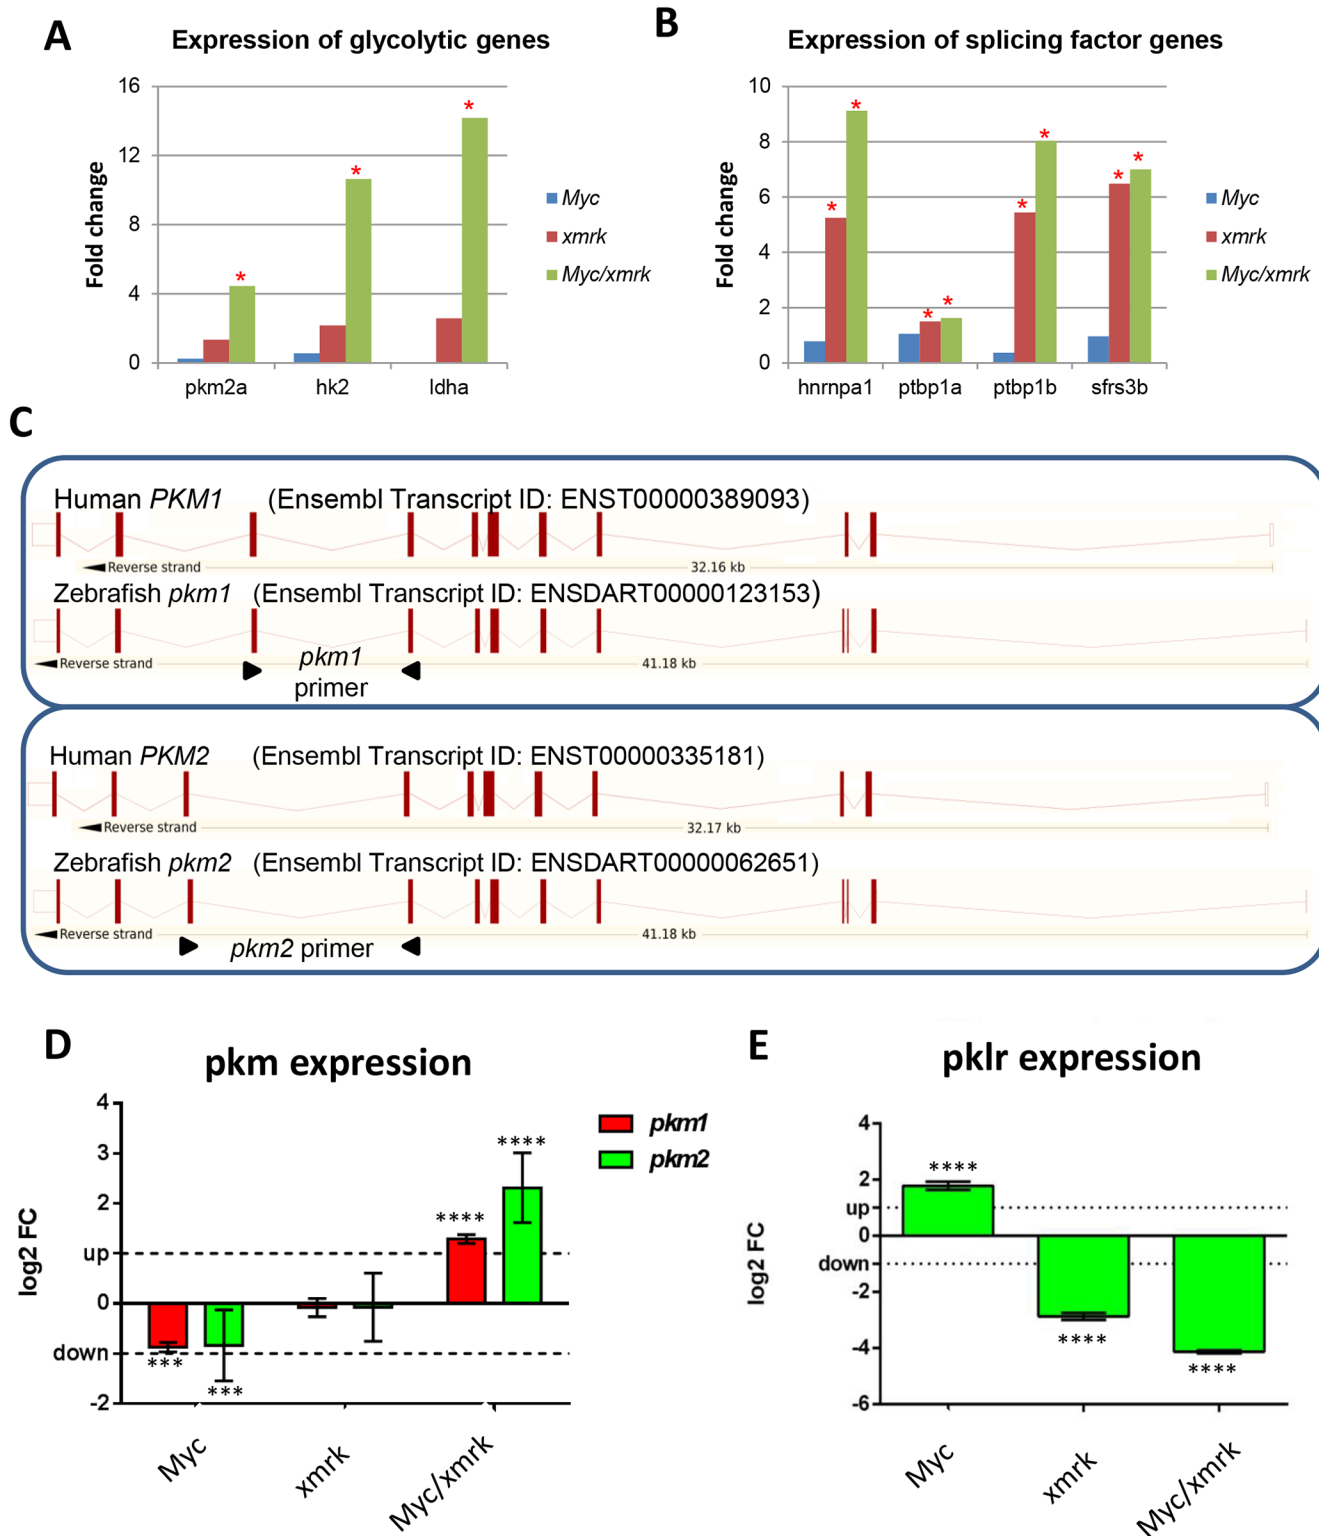 A
Expression of glycolytic genes
16
12
8
4
0
Fold change
*
*
*
pkm2a
hk2
ldha
Myc
xmrk
Myc/xmrk
B
Expression of splicing factor genes
10
8
6
4
2
0
Fold change
*
*
*
*
*
*
*
*
hnrnpa1
ptbp1a
ptbp1b
sfrs3b
Myc
xmrk
Myc/xmrk
C
Human PKM1 (Ensembl Transcript ID: ENST00000389093)
Reverse strand
32.16 kb
Zebrafish pkm1 (Ensembl Transcript ID: ENSDART00000123153)
Reverse strand
41.18 kb
pkm1
primer
Human PKM2 (Ensembl Transcript ID: ENST00000335181)
Reverse strand
32.17 kb
Zebrafish pkm2 (Ensembl Transcript ID: ENSDART00000062651)
Reverse strand
41.18 kb
pkm2 primer
D
pkm expression
4
3
2
up
0
down
-2
log2 FC
***
***
****
****
pkm1
pkm2
Myc
xmrk
Myc/xmrk
E
pklr expression
4
2
up
0
down
-2
-4
-6
log2 FC
****
****
****
Myc
xmrk
Myc/xmrk